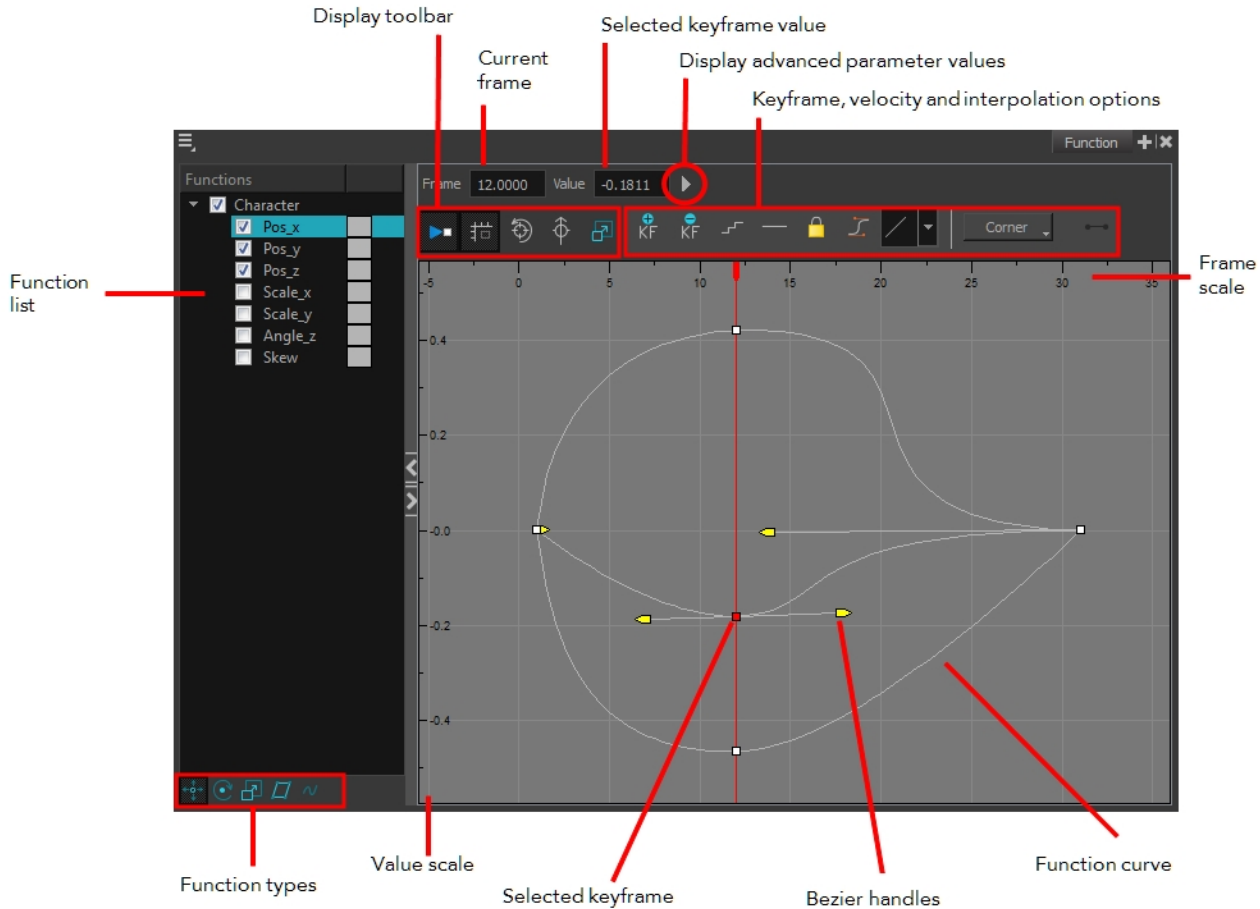 Display toolbar
Selected keyframe value
Current
frame
Display advanced parameter values
Keyframe, velocity and interpolation options
Function
Functions
Frame 12.0000 Value -0.1811
Character
Pos_x
Pos_y
Pos_z
Scale_x
Scale_y
Angle_z
Skew
KF KF Corner
Function
list
Frame
scale
-5 0 5 10 15 20 25 35
0.4
0.2
-0.0
-0.2
-0.4
Function types
Value scale
Selected keyframe
Bezier handles
Function curve